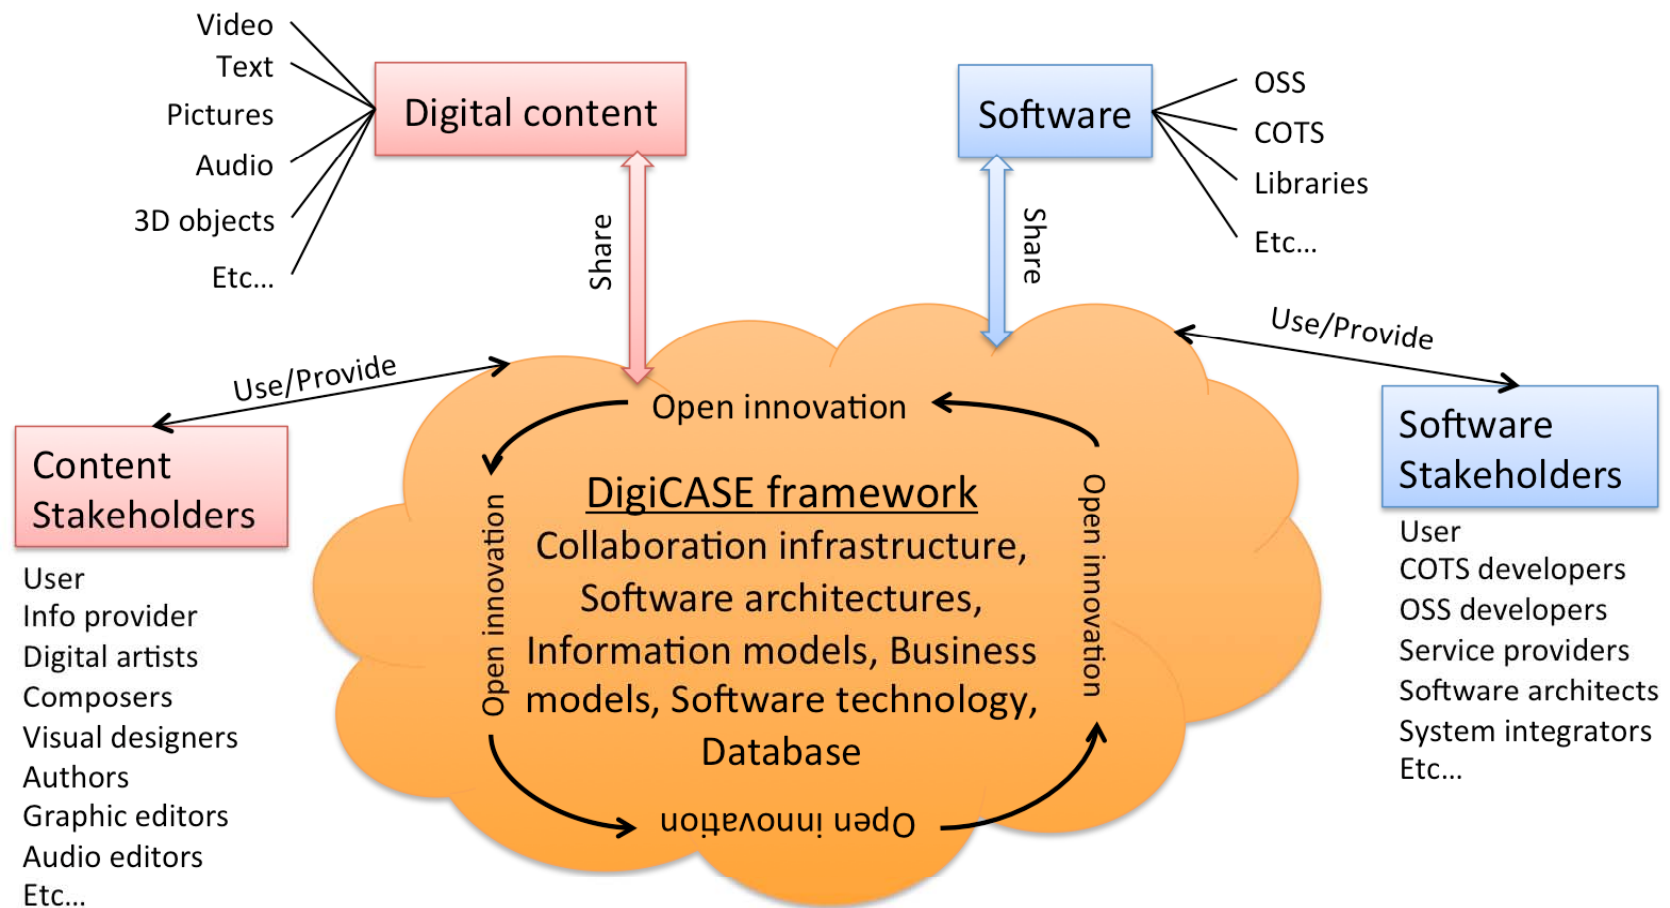 Video
Text
Pictures
Audio
3D objects
Etc...
Digital content
Share
Software
OSS
COTS
Libraries
Etc...
Share
Use/Provide
Use/Provide
Content
Stakeholders
User
Info provider
Digital artists
Composers
Visual designers
Authors
Graphic editors
Audio editors
Etc...
Open innovation
Open innovation
DigiCASE framework
Collaboration infrastructure,
Software architectures,
Information models, Business
models, Software technology,
Database
Open innovation
Open innovation
Software
Stakeholders
User
COTS developers
OSS developers
Service providers
Software architects
System integrators
Etc...